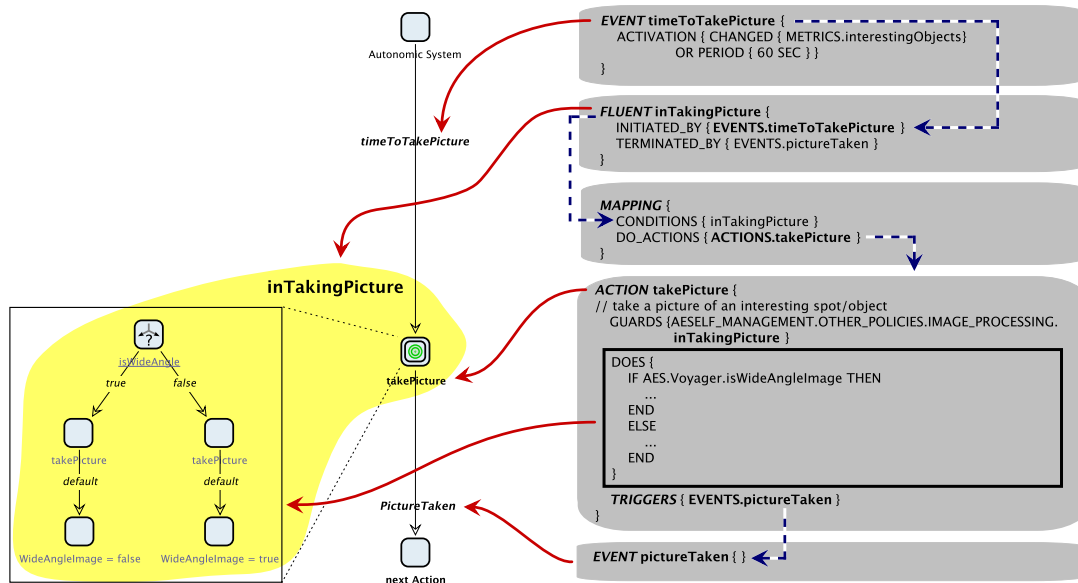 Autonomic System
timeToTakePicture
inTakingPicture
?
isWideAngle
true
false
takePicture
takePicture
takePicture
default
default
WideAngleImage = false
WideAngleImage = true
PictureTaken
next Action
EVENT timeToTakePicture {
ACTIVATION { CHANGED { METRICS.interestingObjects}
OR PERIOD { 60 SEC } }
}
FLUENT inTakingPicture {
INITIATED_BY { EVENTS.timeToTakePicture }
TERMINATED_BY { EVENTS.pictureTaken }
}
MAPPING {
CONDITIONS { inTakingPicture }
DO_ACTIONS { ACTIONS.takePicture }
}
ACTION takePicture {
// take a picture of an interesting spot/object
GUARDS {AESELF_MANAGEMENT.OTHER_POLICIES.IMAGE_PROCESSING.
inTakingPicture }
DOES {
IF AES.Voyager.isWideAngleImage THEN
...
END
ELSE
...
END
}
TRIGGERS { EVENTS.pictureTaken }
}
EVENT pictureTaken { }